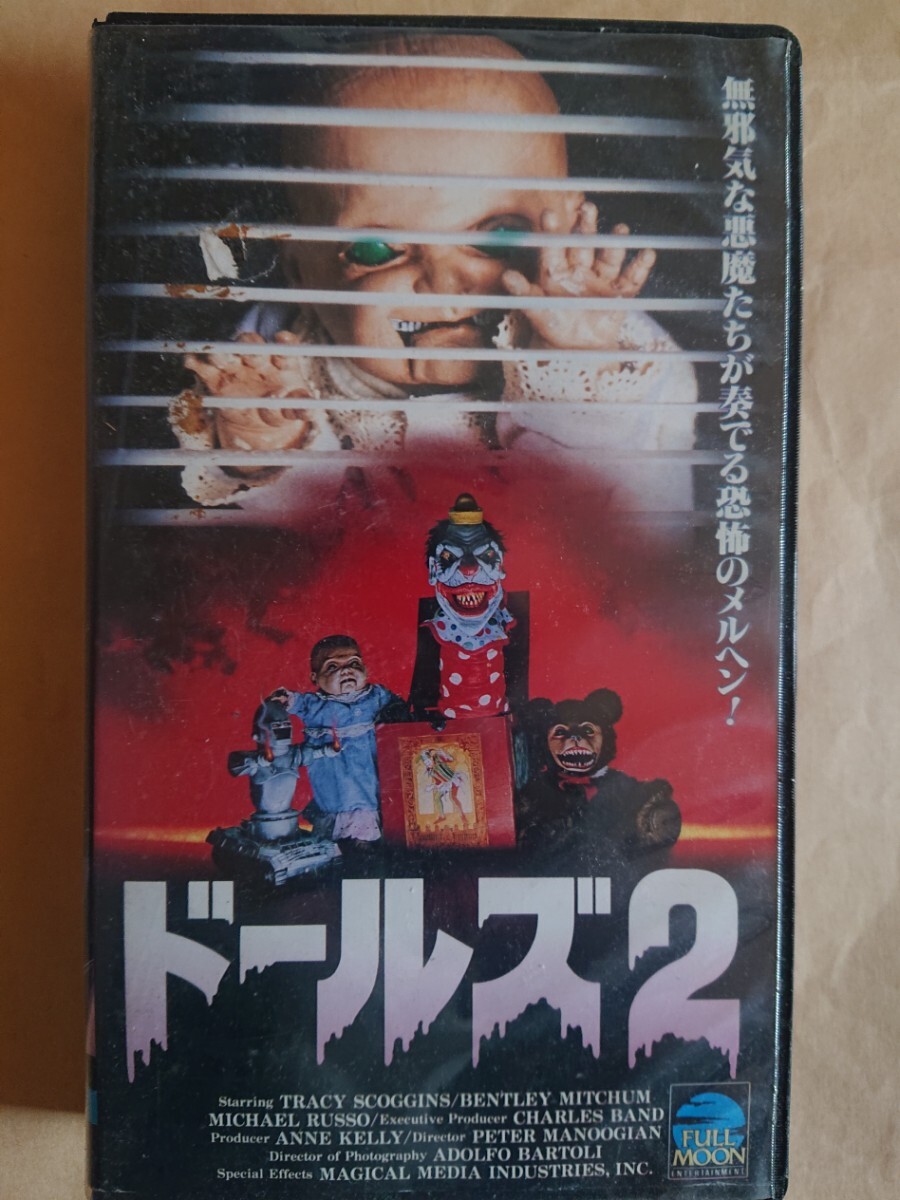 無邪気な悪魔たちが奏でる恐怖のメルヘン!
ドールズ2
Starring TRACY SCOGGINS/BENTLEY MITCHUM
MICHAEL RUSSO/Executive Producer CHARLES BAND
Producer ANNE KELLY/Director PETER MANOOGIAN
Director of Photography ADOLFO BARTOLI
Special Effects MAGICAL MEDIA INDUSTRIES, INC.
FULL
MOON
ENTERTAINMENT